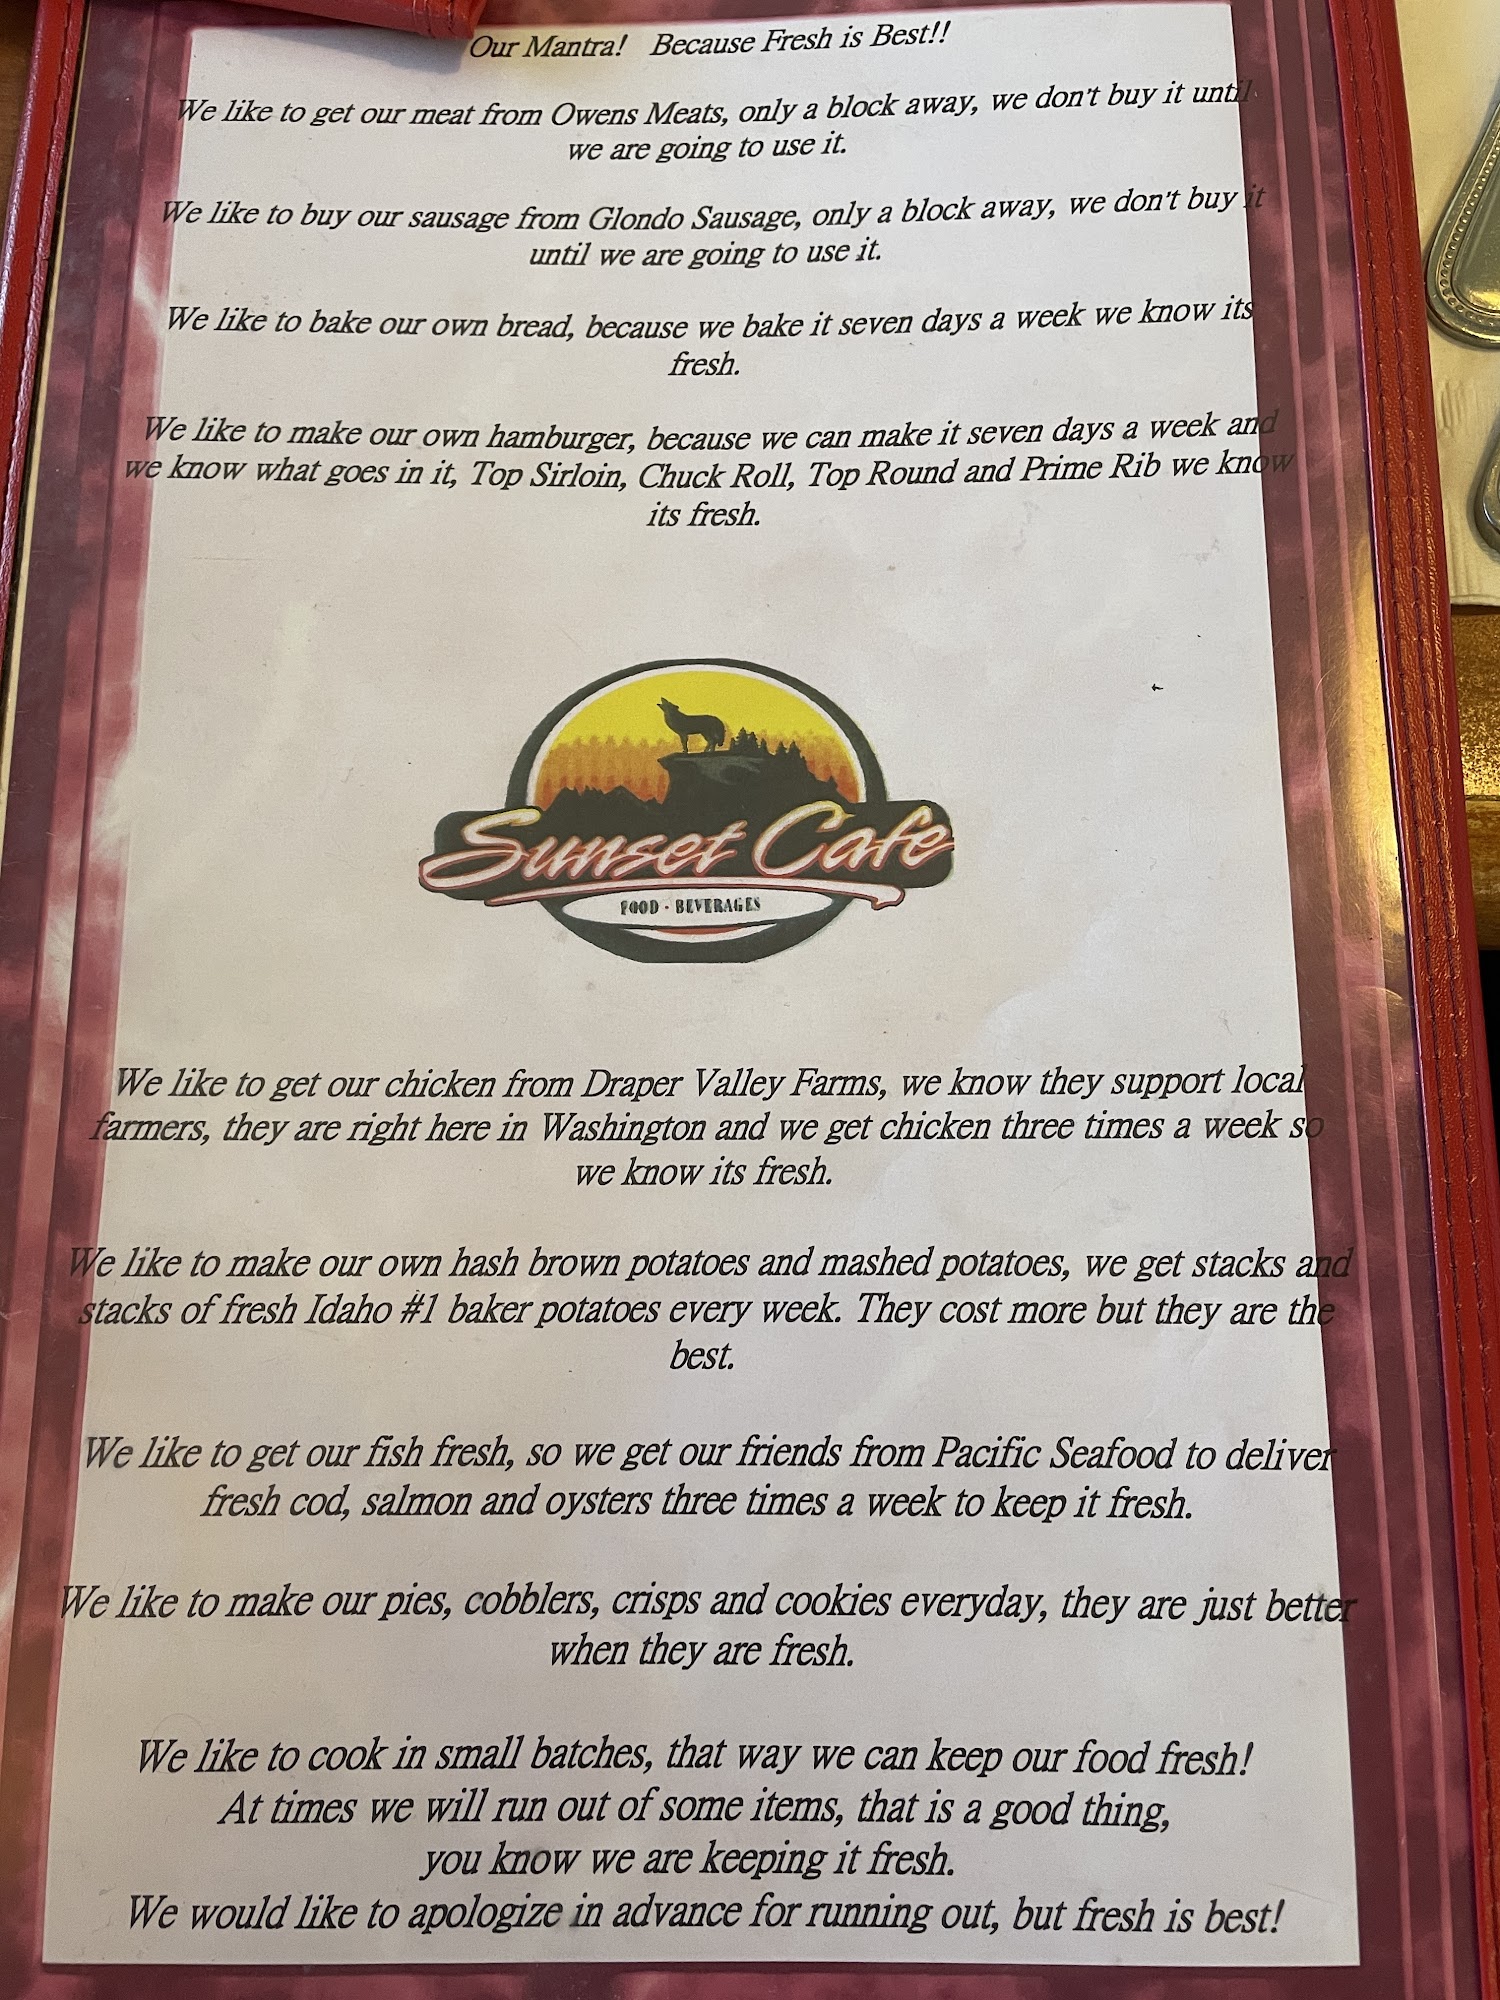 Our Mantra! Because Fresh is Best!!
We like to get our meat from Owens Meats, only a block away, we don't buy it until
we are going to use it.
We like to buy our sausage from Glondo Sausage, only a block away, we don't buy it
until we are going to use it.
We like to bake our own bread, because we bake it seven days a week we know its
fresh.
We like to make our own hamburger, because we can make it seven days a week and
we know what goes in it, Top Sirloin, Chuck Roll, Top Round and Prime Rib we know
its fresh.
Sunset Cafe
FOOD · BEVERAGES
We like to get our chicken from Draper Valley Farms, we know they support local
farmers, they are right here in Washington and we get chicken three times a week so
we know its fresh.
We like to make our own hash brown potatoes and mashed potatoes, we get stacks and
stacks of fresh Idaho #1 baker potatoes every week. They cost more but they are the
best.
We like to get our fish fresh, so we get our friends from Pacific Seafood to deliver
fresh cod, salmon and oysters three times a week to keep it fresh.
We like to make our pies, cobblers, crisps and cookies everyday, they are just better
when they are fresh.
We like to cook in small batches, that way we can keep our food fresh!
At times we will run out of some items, that is a good thing,
you know we are keeping it fresh.
We would like to apologize in advance for running out, but fresh is best!